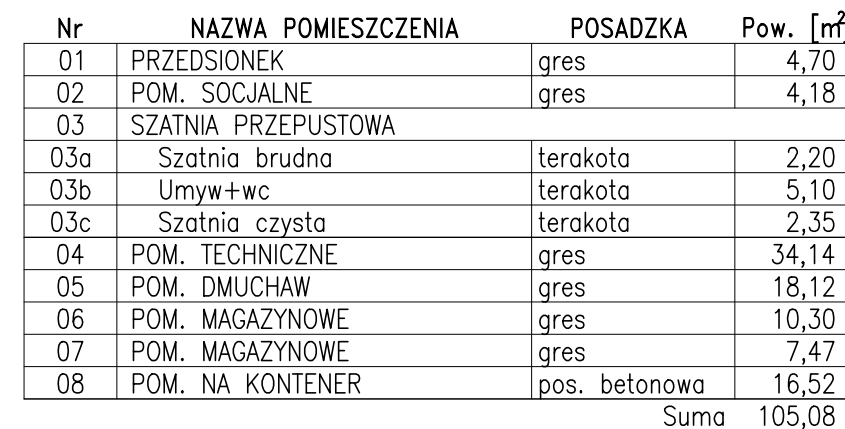 Nr NAZWA POMIESZCZENIA POSADZKA Pow. [m²]
01 PRZEDSIONEK gres 4,70
02 POM. SOCJALNE gres 4,18
03 SZATNIA PRZEPUSTOWA
03a Szatnia brudna terakota 2,20
03b Umyw+wc terakota 5,10
03c Szatnia czysta terakota 2,35
04 POM. TECHNICZNE gres 34,14
05 POM. DMUCHAW gres 18,12
06 POM. MAGAZYNOWE gres 10,30
07 POM. MAGAZYNOWE gres 7,47
08 POM. NA KONTENER pos. betonowa 16,52
Suma 105,08